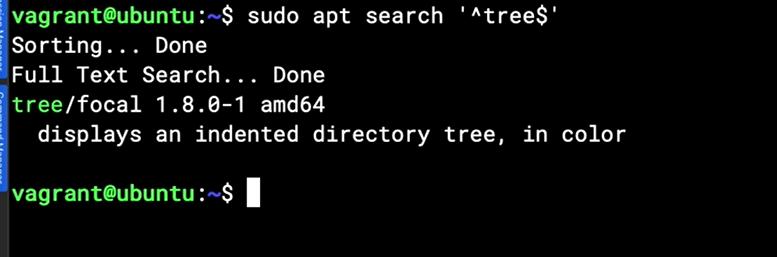 vagrant@ubuntu:~$ sudo apt search '^tree$'
Sorting... Done
Full Text Search... Done
tree/focal 1.8.0-1 amd64
  displays an indented directory tree, in color

vagrant@ubuntu:~$